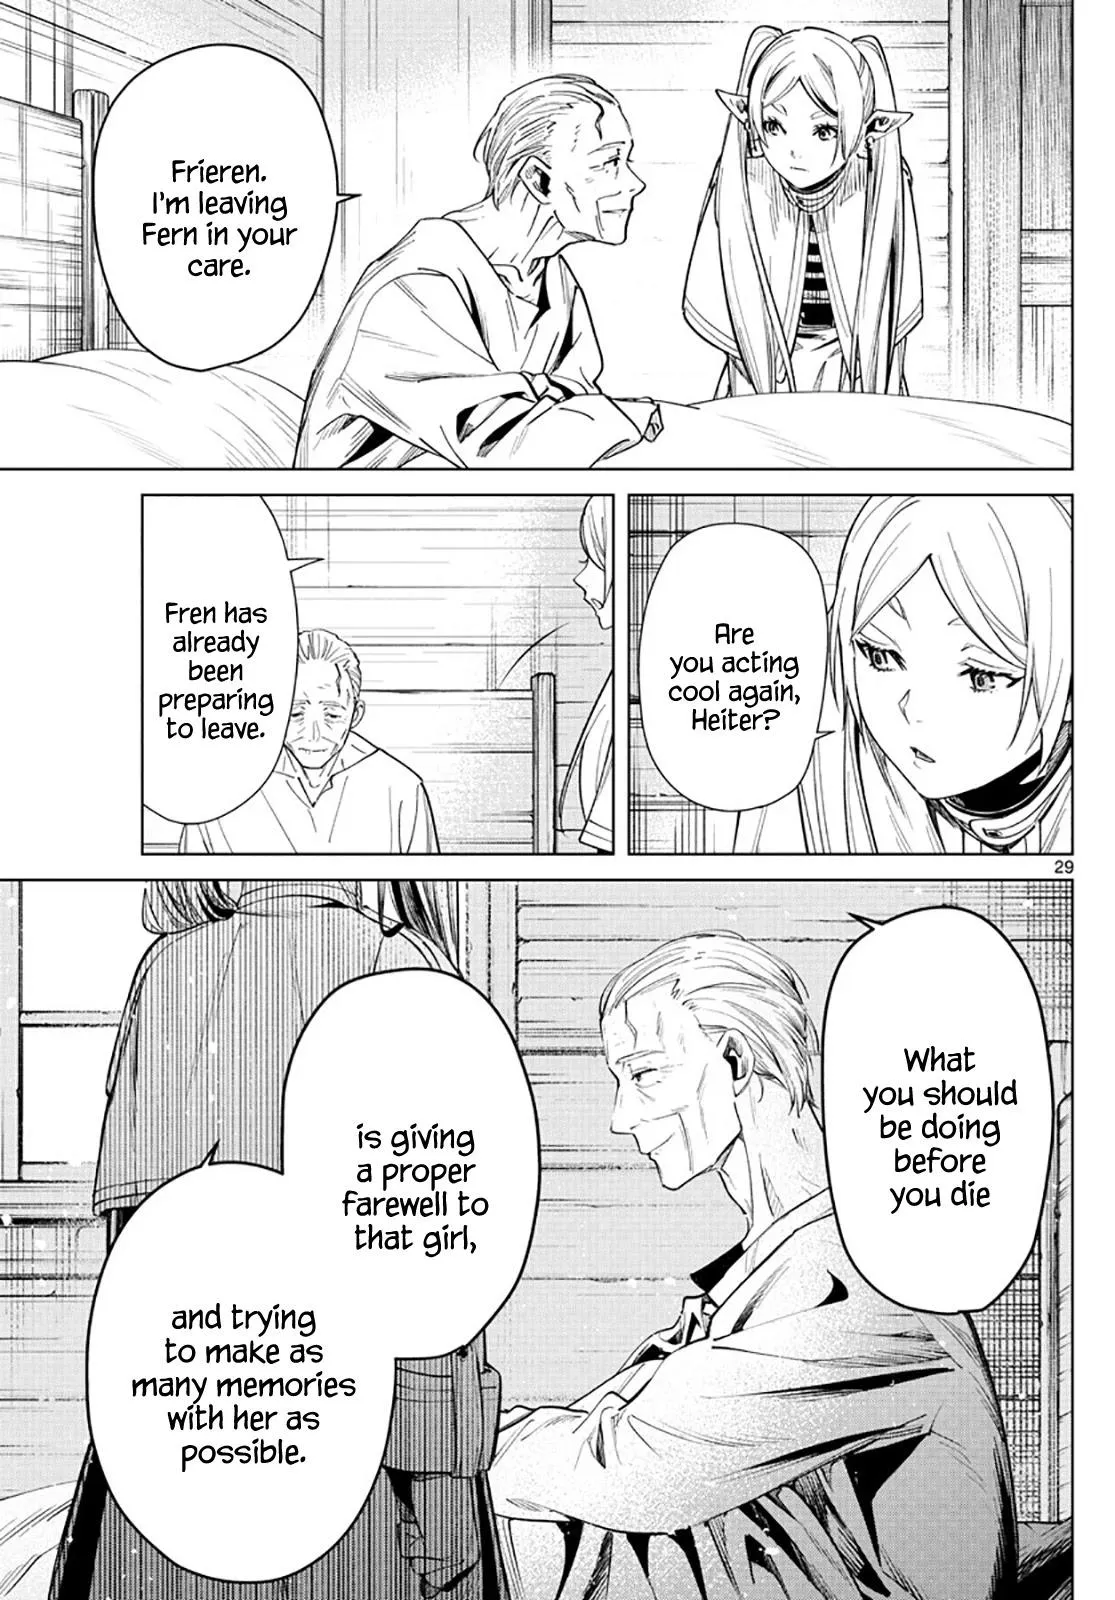 Frieren.
I'm leaving
Fern in your
care.
Are
you acting
cool again,
Heiter?
Fren has
already
been
preparing
to leave.
29
What
you should
be doing
before
you die
is giving
a proper
farewell to
that girl,
and trying
to make as
many memories
with her as
possible.